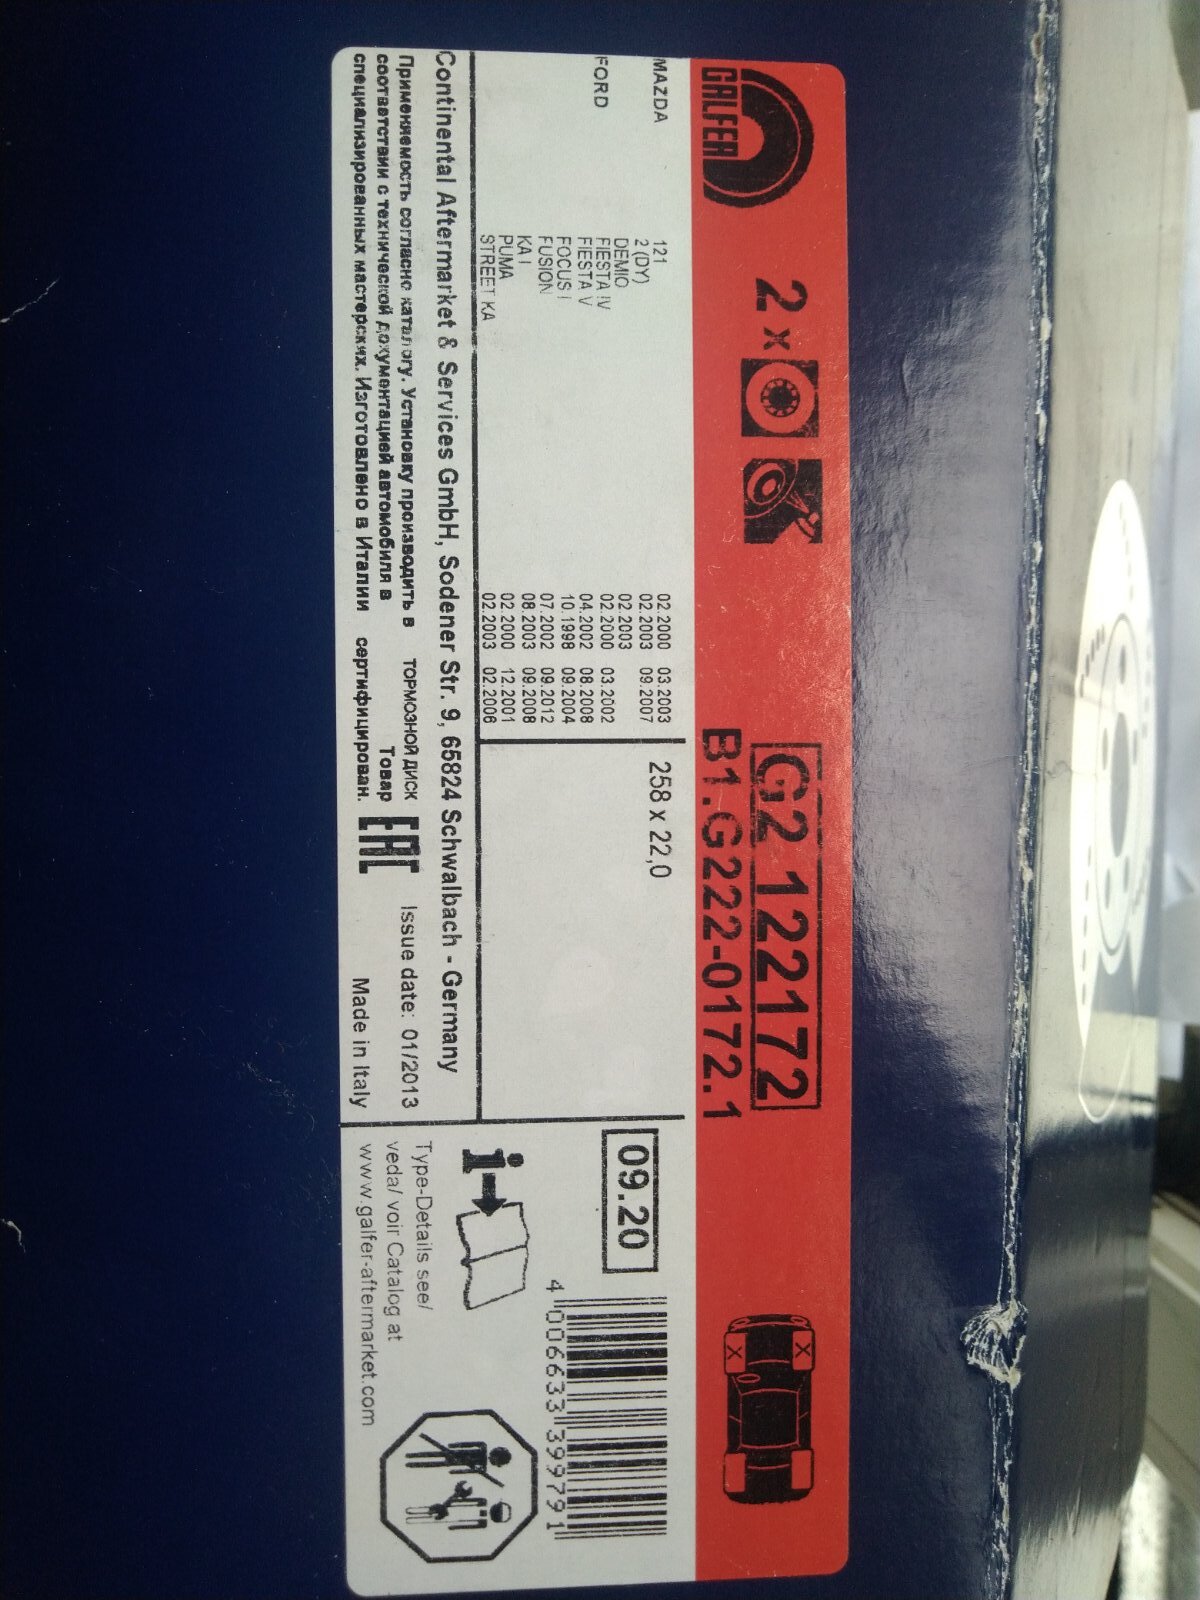 GALFER
2 x
G2 122172
B1.G222-0172.1
MAZDA 121 02.2000 03.2003
2 (DY) 02.2003 09.2007
DEMIO 02.2003
FORD FIESTA IV 02.2000 03.2002
FIESTA V 04.2002 08.2008
FOCUS I 10.1998 09.2004
FUSION 07.2002 09.2012
KA I 08.2003 09.2008
PUMA 02.2000 12.2001
STREET KA 02.2003 02.2006
258 x 22,0
09.20
4 006633 399791
Continental Aftermarket & Services GmbH, Sodener Str. 9, 65824 Schwalbach - Germany
Применяемость согласно каталогу. Установку производить в
соответствии с технической документацией автомобиля в
специализированных мастерских. Изготовлено в Италии
ТОРМОЗНОЙ ДИСК
Товар
сертифицирован.
EAC
Issue date: 01/2013
Made in Italy
i
Type-Details see/
veda/ voir Catalog at
www.galfer-aftermarket.com